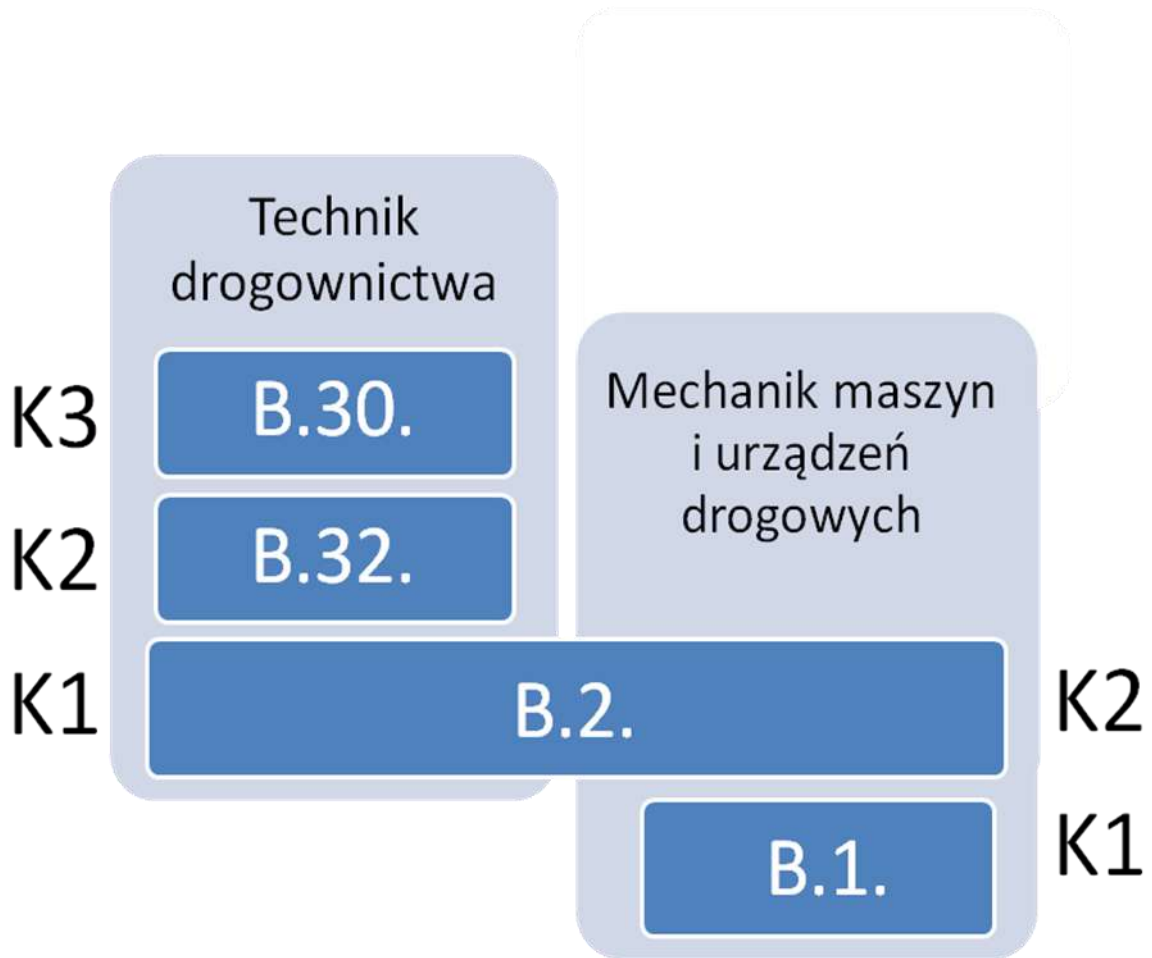 Technik
drogownictwa
K3
B.30.
K2
B.32.
K1
B.2.
Mechanik maszyn
i urządzeń
drogowych
K2
B.1.
K1